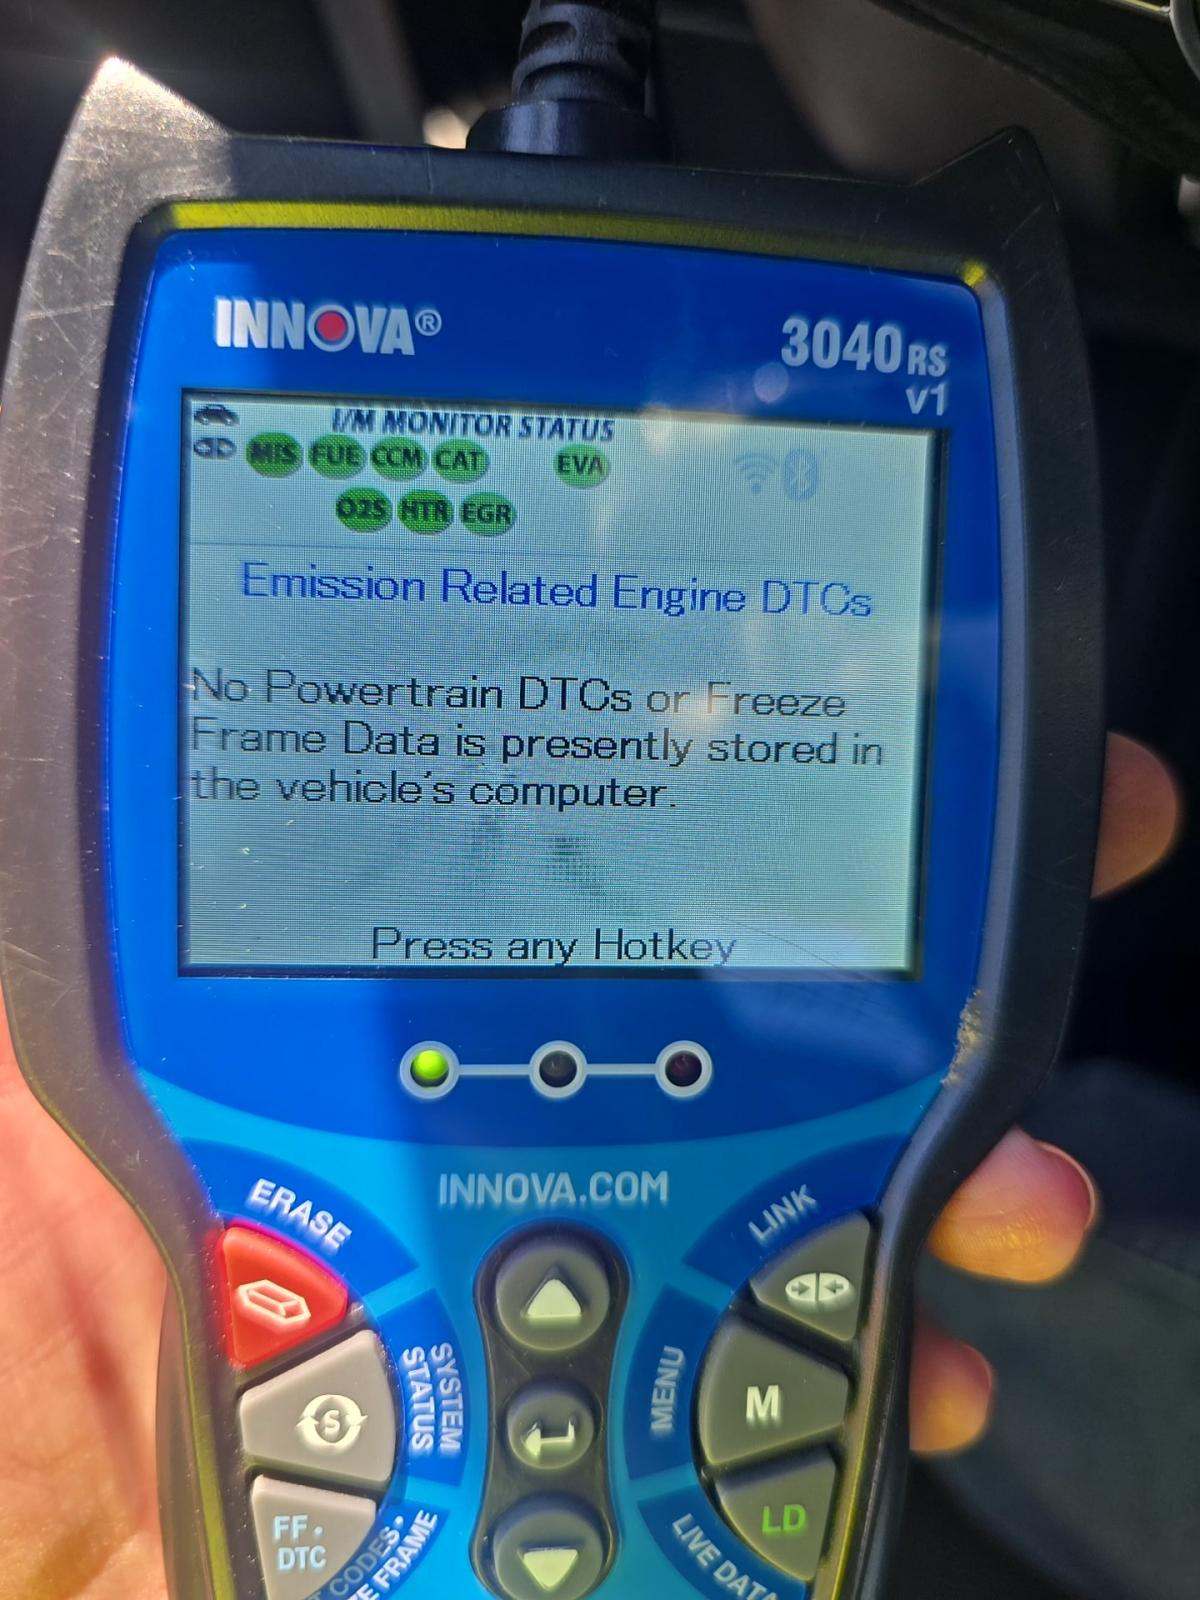 INNOVA®
3040RS
v1
I/M MONITOR STATUS
MIS FUE CCM CAT EVA
O2S HTR EGR
Emission Related Engine DTCs
No Powertrain DTCs or Freeze
Frame Data is presently stored in
the vehicle's computer.
Press any Hotkey
INNOVA.COM
ERASE
LINK
S
SYSTEM
STATUS
MENU
M
FF.
DTC
CODES •
FRAME
LD
LIVE DATA